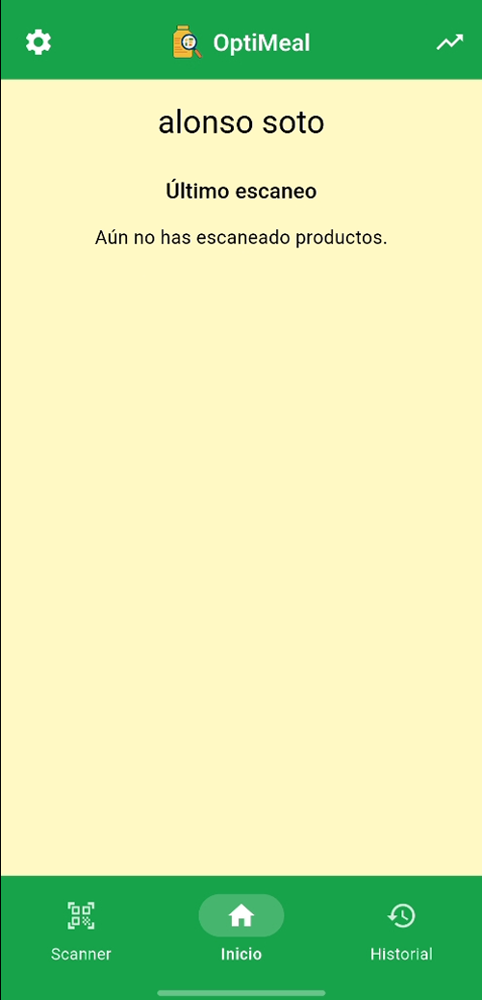 OptiMeal
alonso soto
Último escaneo
Aún no has escaneado productos.
Scanner
Inicio
Historial